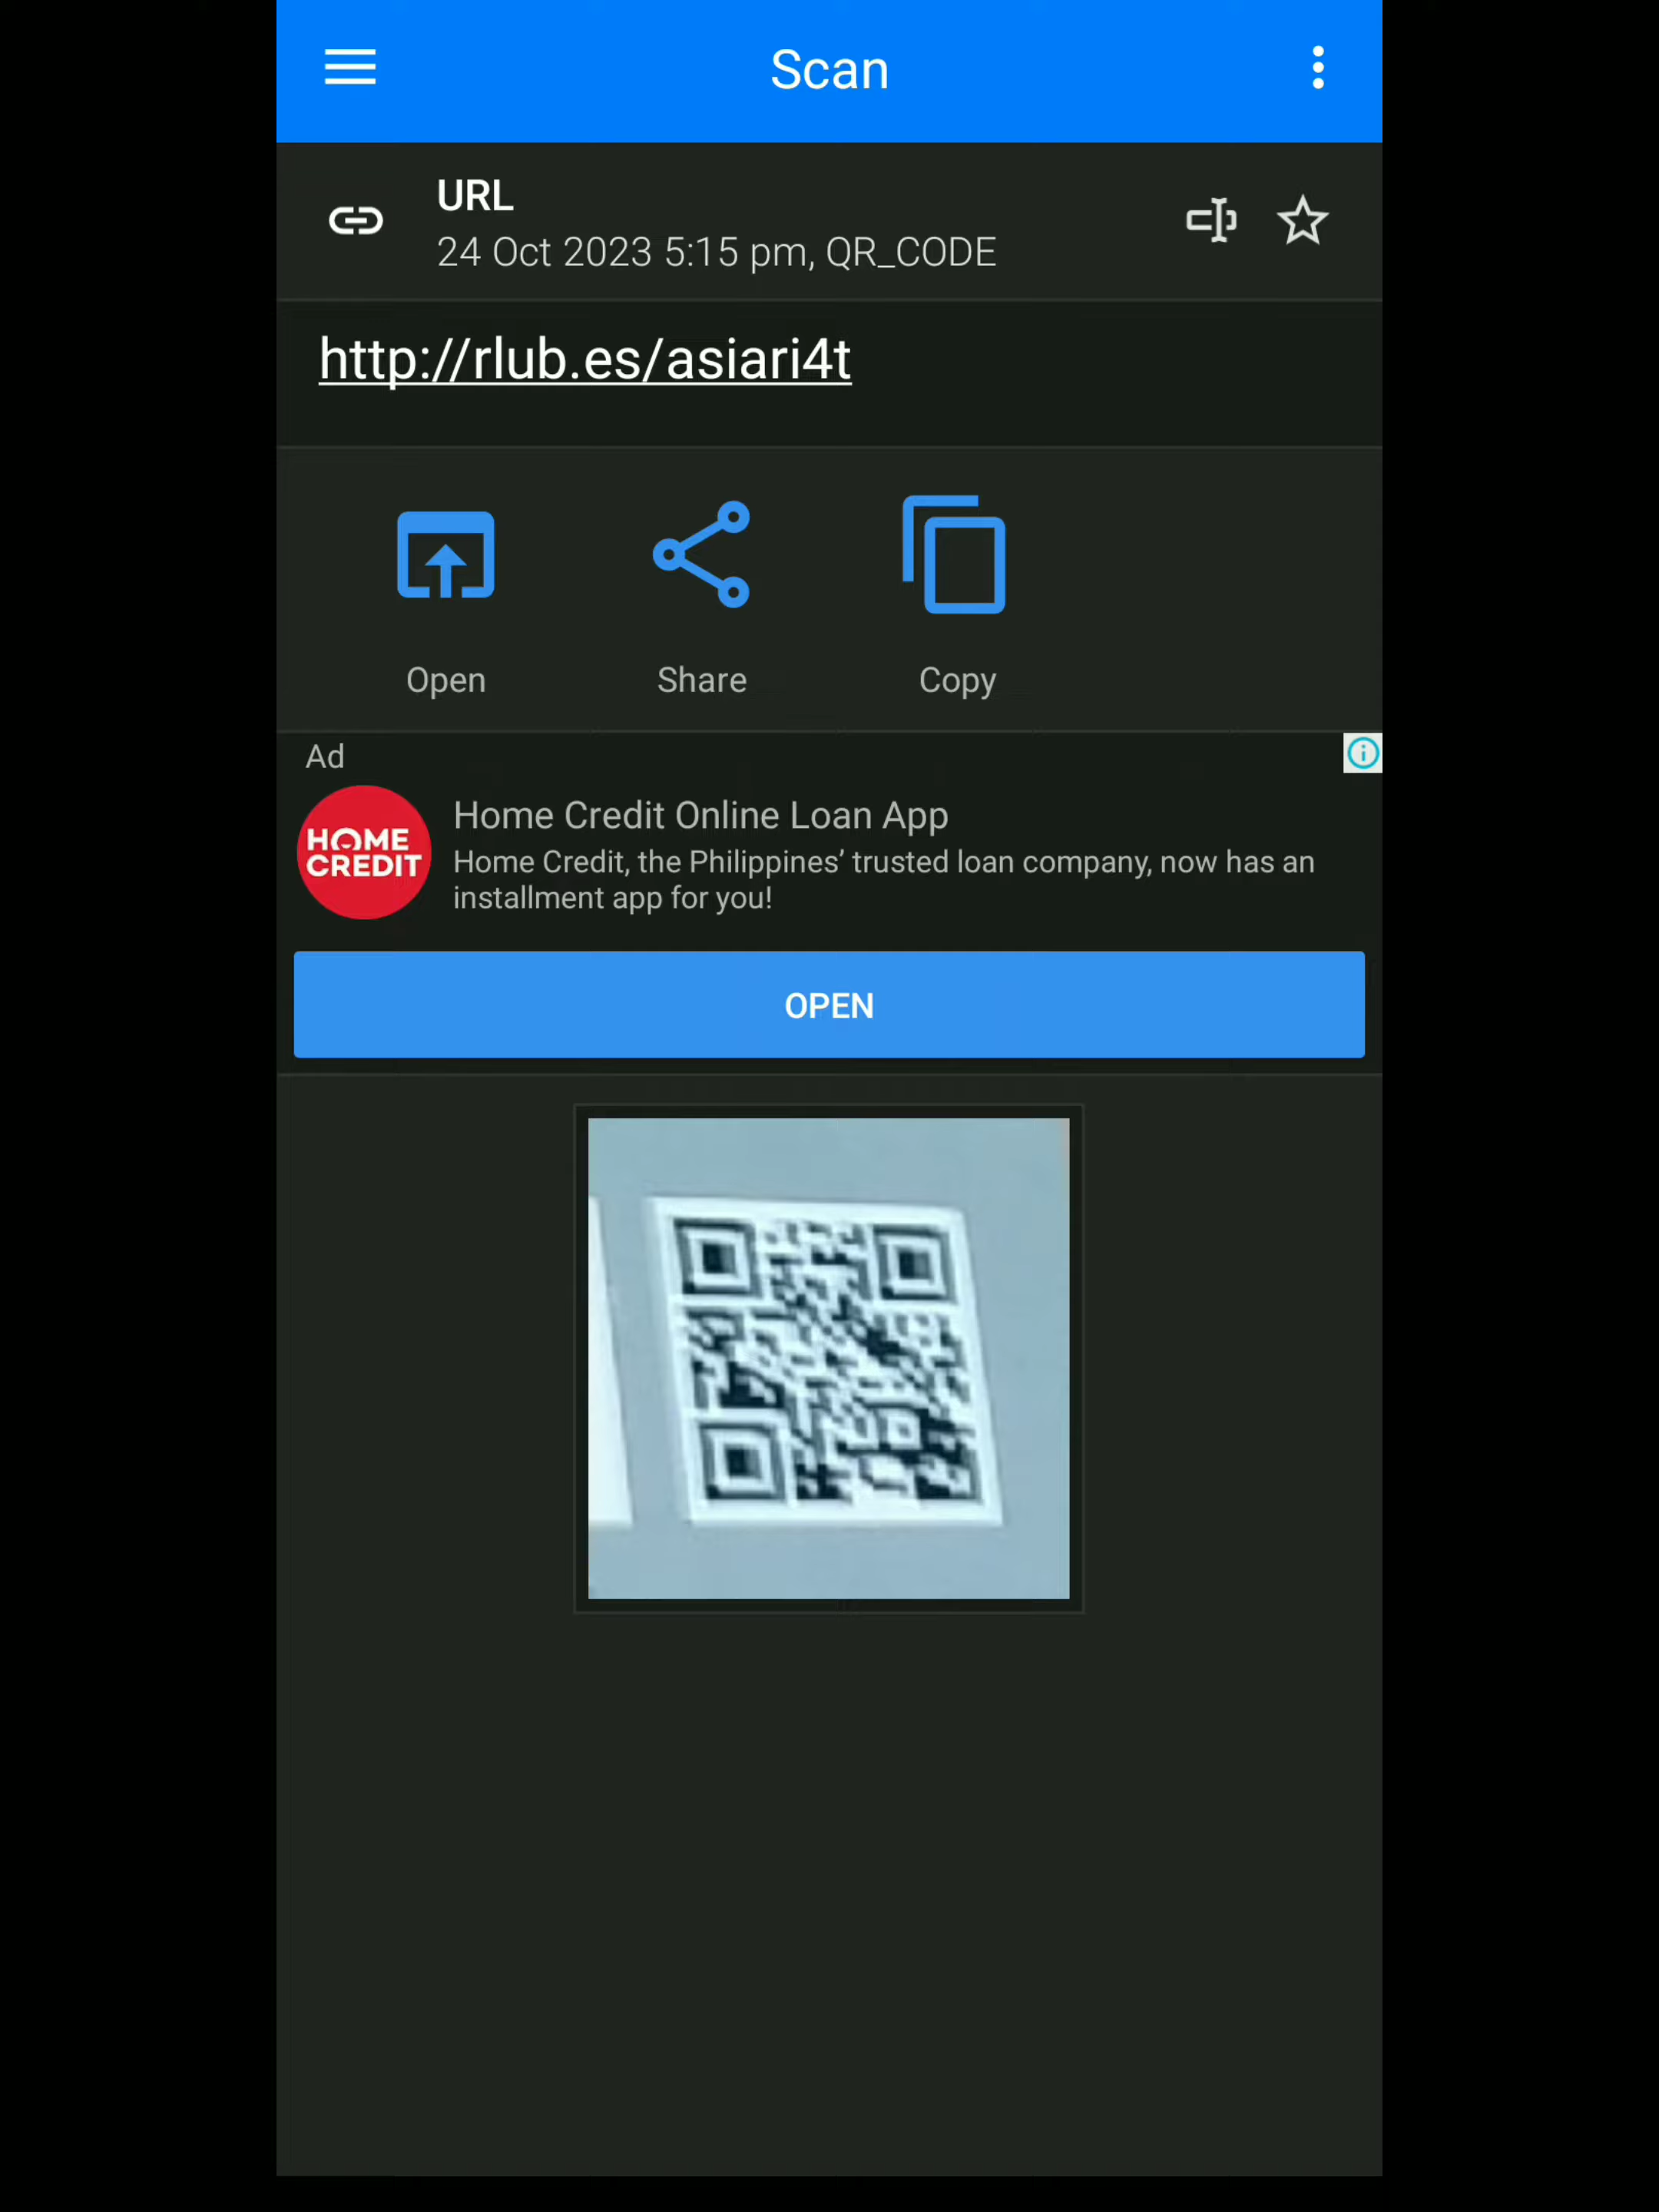 Scan
URL
24 Oct 2023 5:15 pm, QR_CODE
http://rlub.es/asiari4t
Open
Share
Copy
Ad
HOME
CREDIT
Home Credit Online Loan App
Home Credit, the Philippines’ trusted loan company, now has an
installment app for you!
OPEN